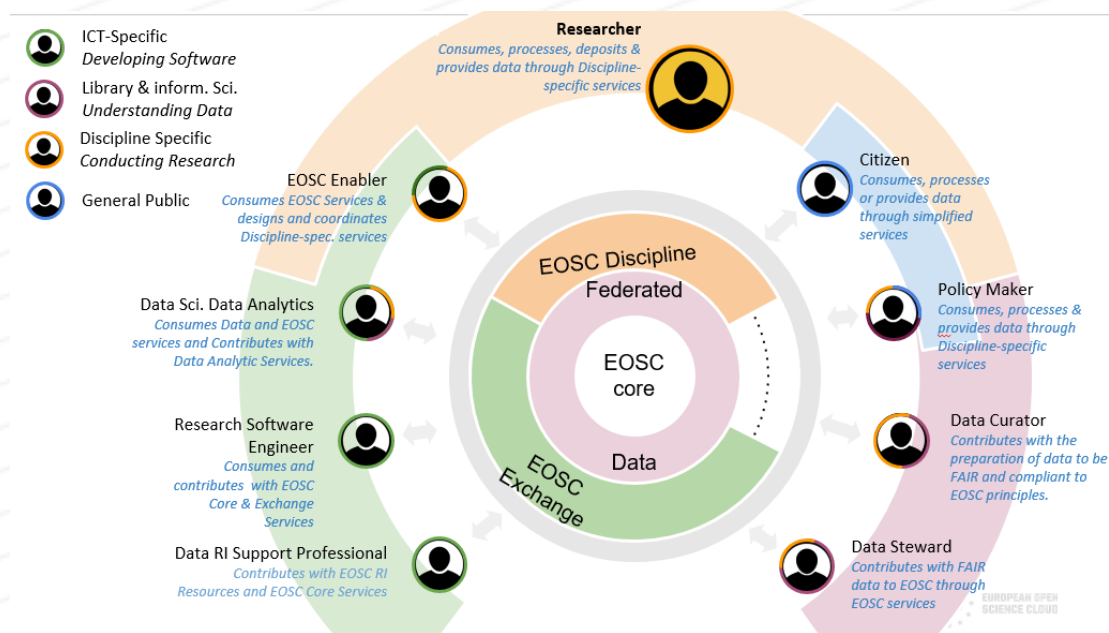 ICT-Specific
Developing Software
Library & inform. Sci.
Understanding Data
Discipline Specific
Conducting Research
General Public
Researcher
Consumes, processes, deposits &
provides data through Discipline-
specific services
EOSC Enabler
Consumes EOSC Services &
designs and coordinates
Discipline-spec. services
Citizen
Consumes, processes
or provides data
through simplified
services
Data Sci. Data Analytics
Consumes Data and EOSC
services and Contributes with
Data Analytic Services.
Policy Maker
Consumes, processes &
provides data through
Discipline-specific
services
Research Software
Engineer
Consumes and
contributes with EOSC
Core & Exchange
Services
Data Curator
Contributes with the
preparation of data to be
FAIR and compliant to
EOSC principles.
Data RI Support Professional
Contributes with EOSC RI
Resources and EOSC Core Services
Data Steward
Contributes with FAIR
data to EOSC through
EOSC services
EOSC Discipline
Federated
EOSC
core
Data
EOSC
Exchange
EUROPEAN OPEN
SCIENCE CLOUD